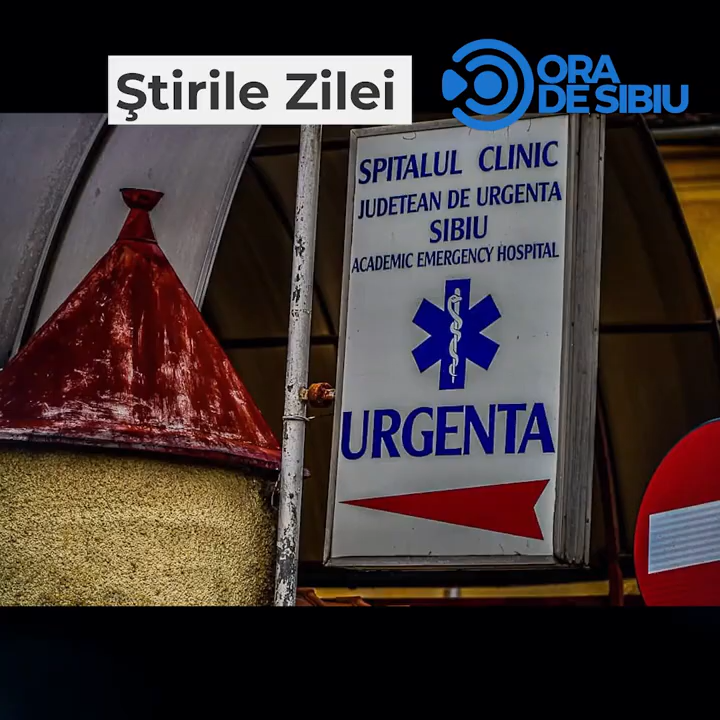 Ştirile Zilei
ORA
DE SIBIU
SPITALUL CLINIC
JUDETEAN DE URGENTA
SIBIU
ACADEMIC EMERGENCY HOSPITAL
URGENTA